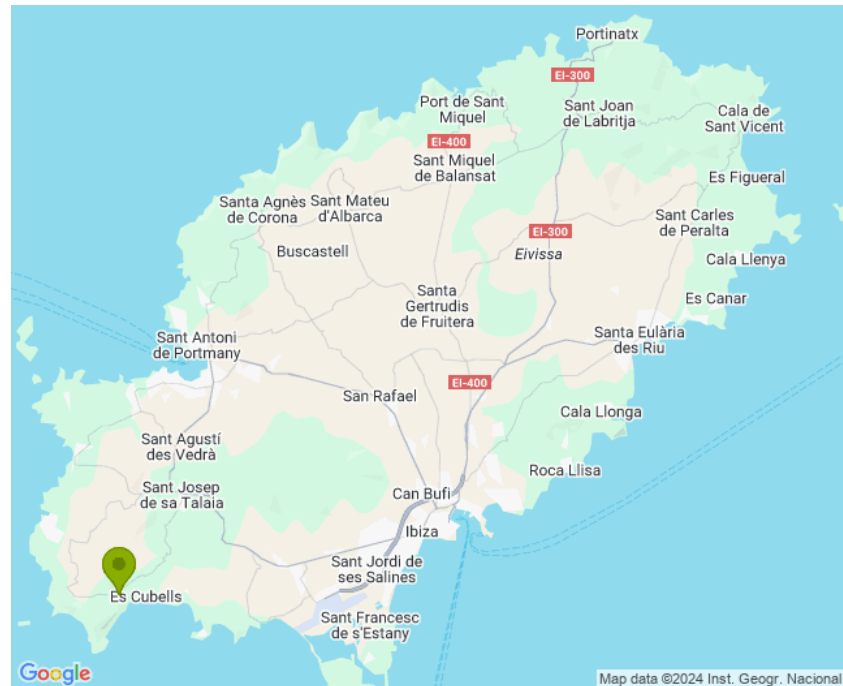 Portinatx
EI-300
Port de Sant
Miquel
Sant Joan
de Labritja
Cala de
Sant Vicent
EI-400
Sant Miquel
de Balansat
Es Figueral
Santa Agnès
de Corona
Sant Mateu
d'Albarca
Sant Carles
de Peralta
EI-300
Buscastell
Eivissa
Cala Llenya
Santa
Gertrudis
de Fruitera
Es Canar
Sant Antoni
de Portmany
Santa Eulària
des Riu
EI-400
San Rafael
Cala Llonga
Sant Agustí
des Vedrà
Roca Llisa
Sant Josep
de sa Talaia
Can Bufi
Ibiza
Sant Jordi de
ses Salines
Es Cubells
Sant Francesc
de s'Estany
Google
Map data ©2024 Inst. Geogr. Nacional